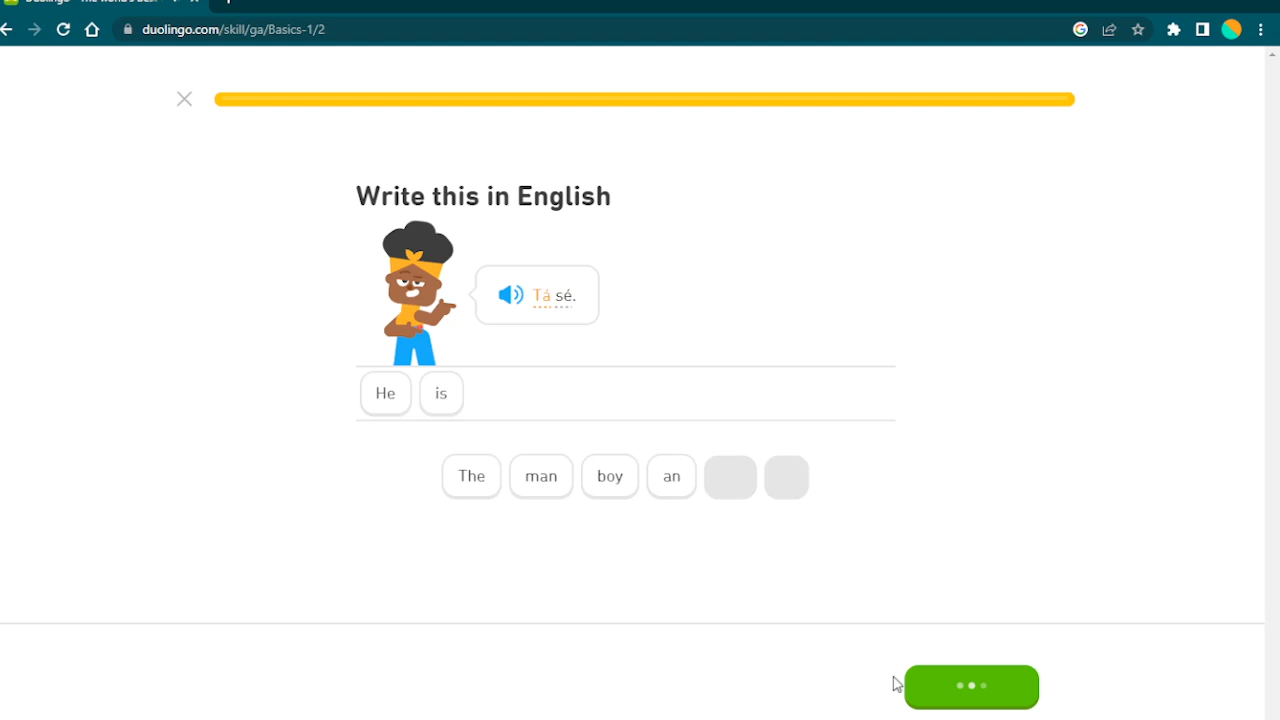 duolingo.com/skill/ga/Basics-1/2
Write this in English
Tá sé.
He is
The man boy an